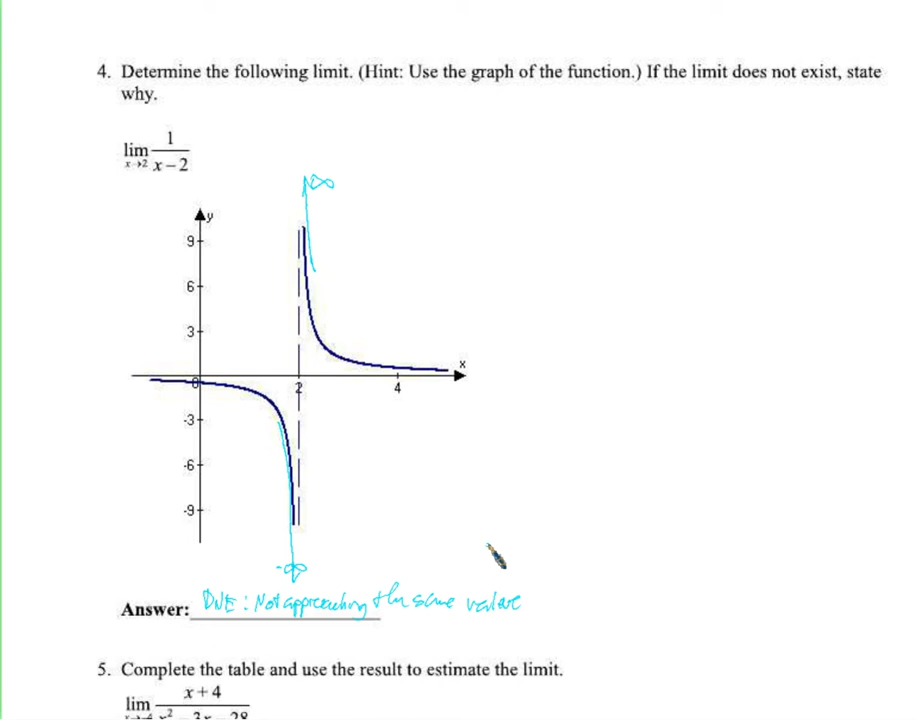 4. Determine the following limit. (Hint: Use the graph of the function.) If the limit does not exist, state
why.
lim 1
x→2 x − 2
∞
y
9
6
3
x
0 2 4
-3
-6
-9
-∞
Answer: DNE : Not approaching the same value
5. Complete the table and use the result to estimate the limit.
lim x + 4